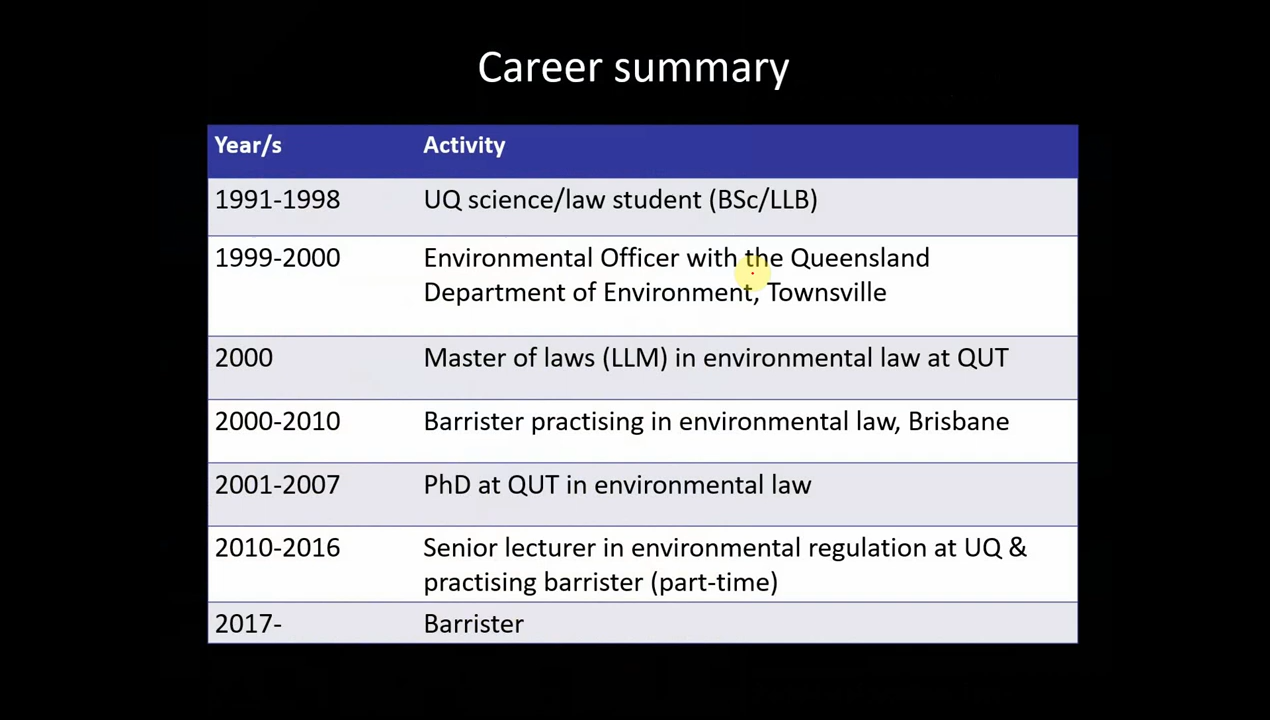 Career summary
Year/s Activity
1991-1998 UQ science/law student (BSc/LLB)
1999-2000 Environmental Officer with the Queensland
Department of Environment, Townsville
2000 Master of laws (LLM) in environmental law at QUT
2000-2010 Barrister practising in environmental law, Brisbane
2001-2007 PhD at QUT in environmental law
2010-2016 Senior lecturer in environmental regulation at UQ &
practising barrister (part-time)
2017- Barrister